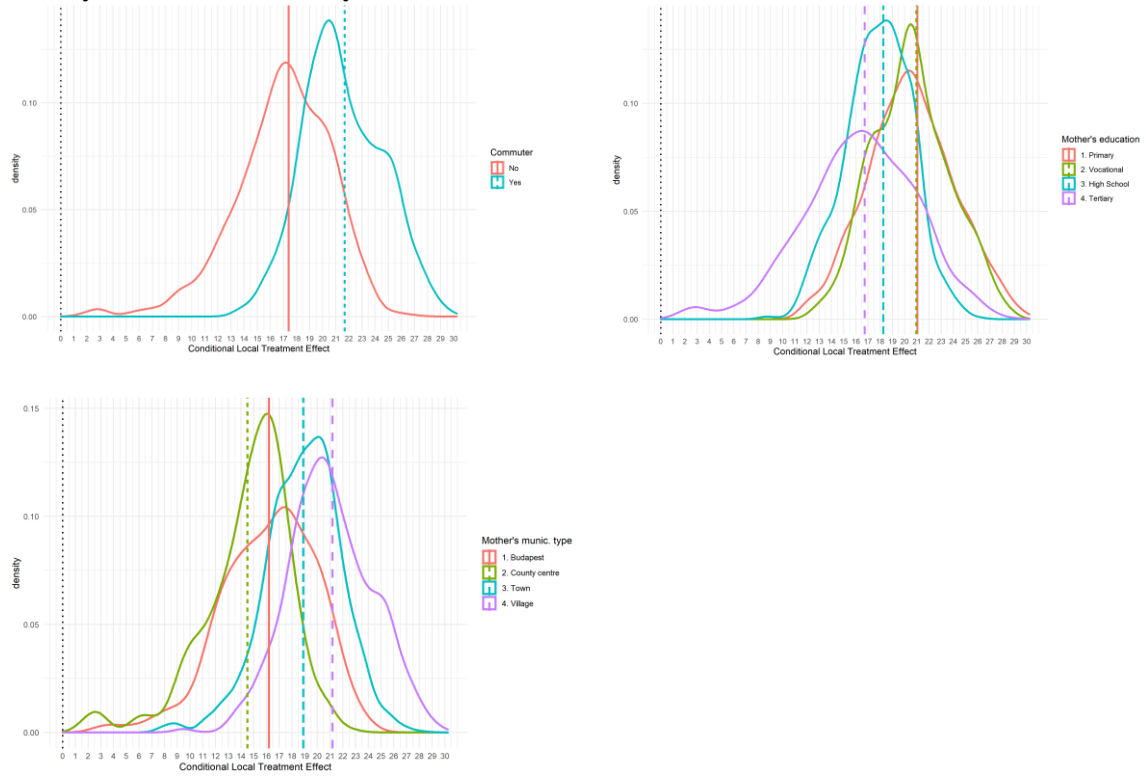 0.10
0.05
0.00
density
0 1 2 3 4 5 6 7 8 9 10 11 12 13 14 15 16 17 18 19 20 21 22 23 24 25 26 27 28 29 30
Conditional Local Treatment Effect
Commuter
No
Yes
0.10
0.05
0.00
density
0 1 2 3 4 5 6 7 8 9 10 11 12 13 14 15 16 17 18 19 20 21 22 23 24 25 26 27 28 29 30
Conditional Local Treatment Effect
Mother's education
1. Primary
2. Vocational
3. High School
4. Tertiary
0.15
0.10
0.05
0.00
density
0 1 2 3 4 5 6 7 8 9 10 11 12 13 14 15 16 17 18 19 20 21 22 23 24 25 26 27 28 29 30
Conditional Local Treatment Effect
Mother's munic. type
1. Budapest
2. County centre
3. Town
4. Village